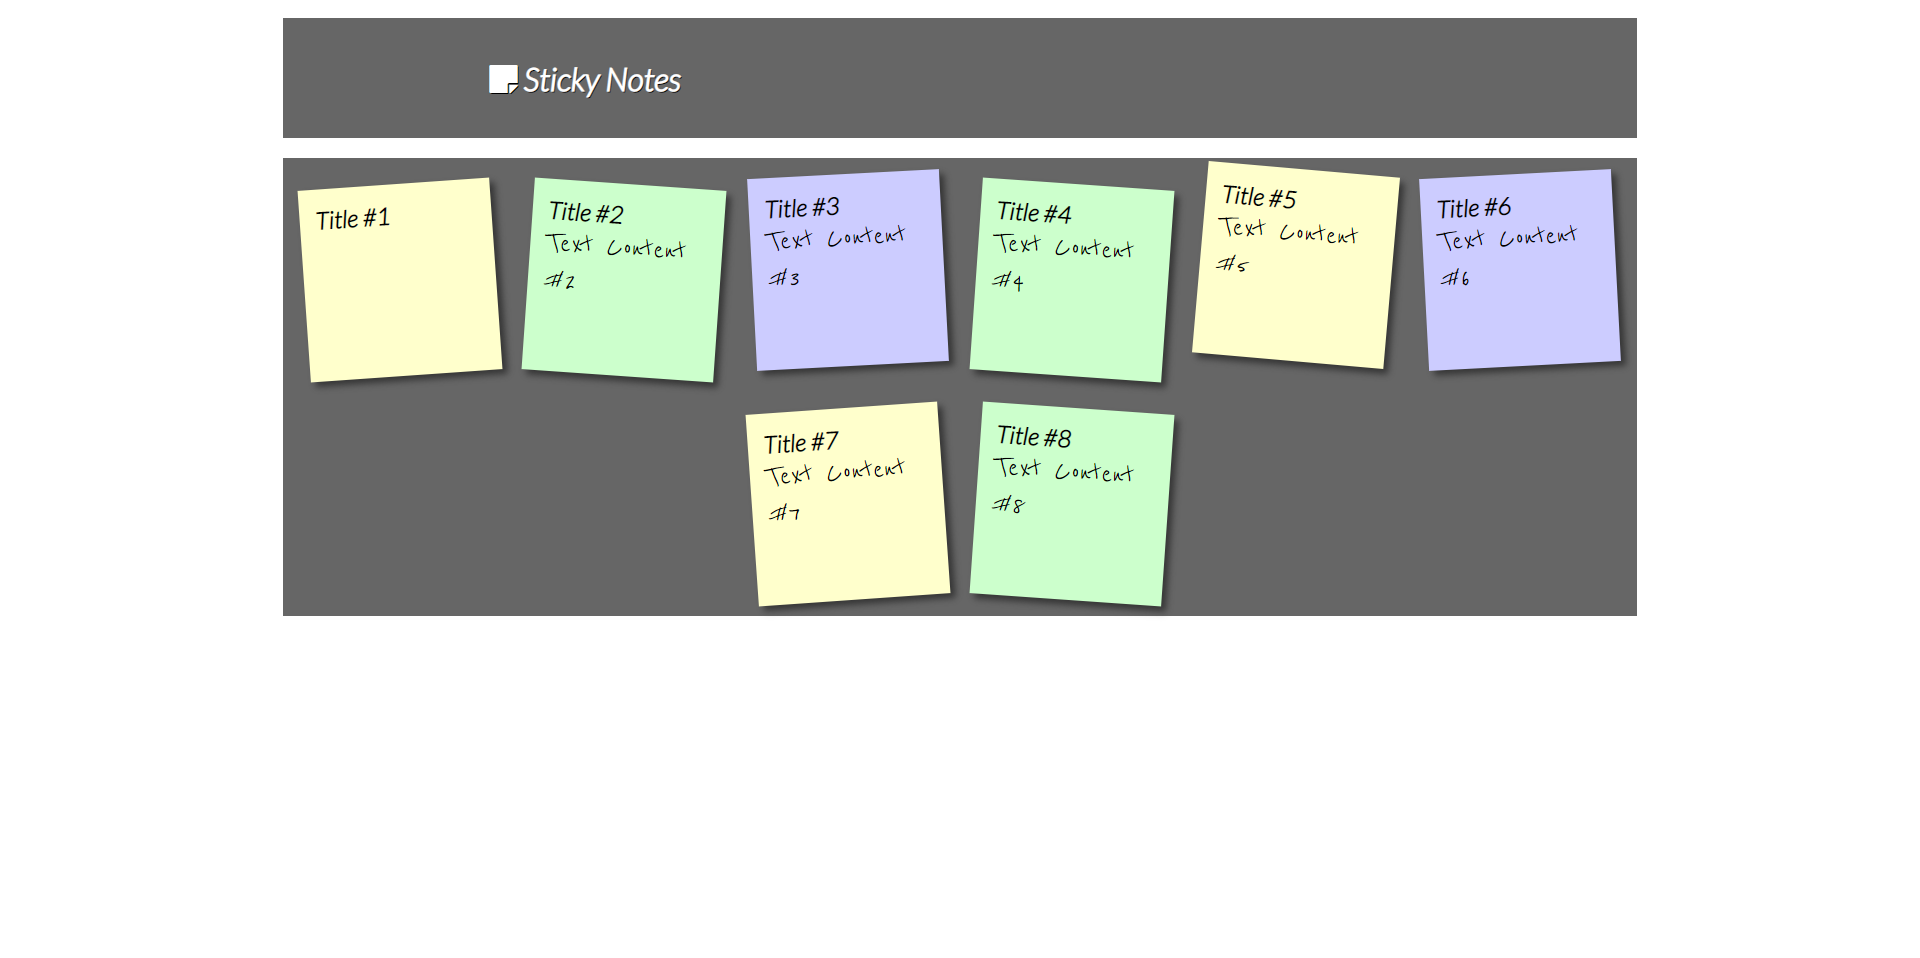 Sticky Notes
Title #1
Title #2
Text Content
#2
Title #3
Text Content
#3
Title #4
Text Content
#4
Title #5
Text Content
#5
Title #6
Text Content
#6
Title #7
Text Content
#7
Title #8
Text Content
#8